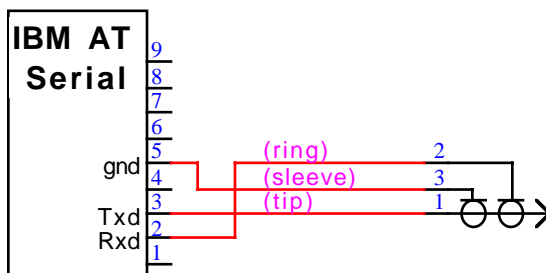 IBM AT
Serial
9
8
7
6
gnd 5 (ring) 2
4 (sleeve) 3
Txd 3 (tip) 1
Rxd 2
1